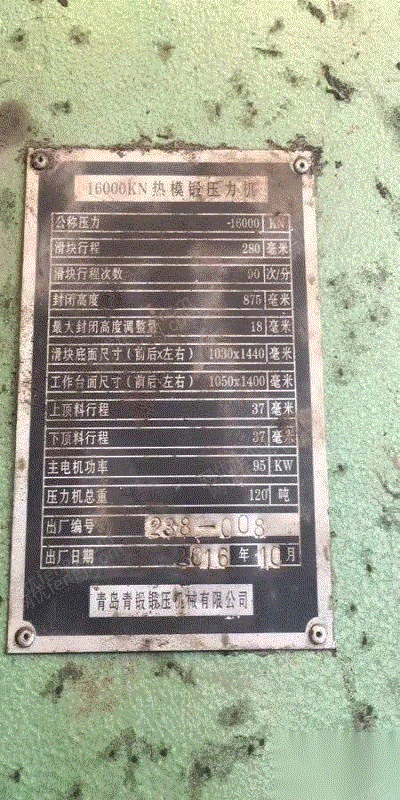 16000KN热模锻压力机
公称压力 16000 KN
滑块行程 280 毫米
滑块行程次数 90 次/分
封闭高度 875 毫米
最大封闭高度调整 18 毫米
滑块底面尺寸(前后x左右) 1030x1440 毫米
工作台面尺寸(前后x左右) 1050x1400 毫米
上顶料行程 37 毫米
下顶料行程 37 毫米
主电机功率 95 KW
压力机总重 120 吨
出厂编号 238-008
出厂日期 2016 年 10 月
青岛青锻锻压机械有限公司